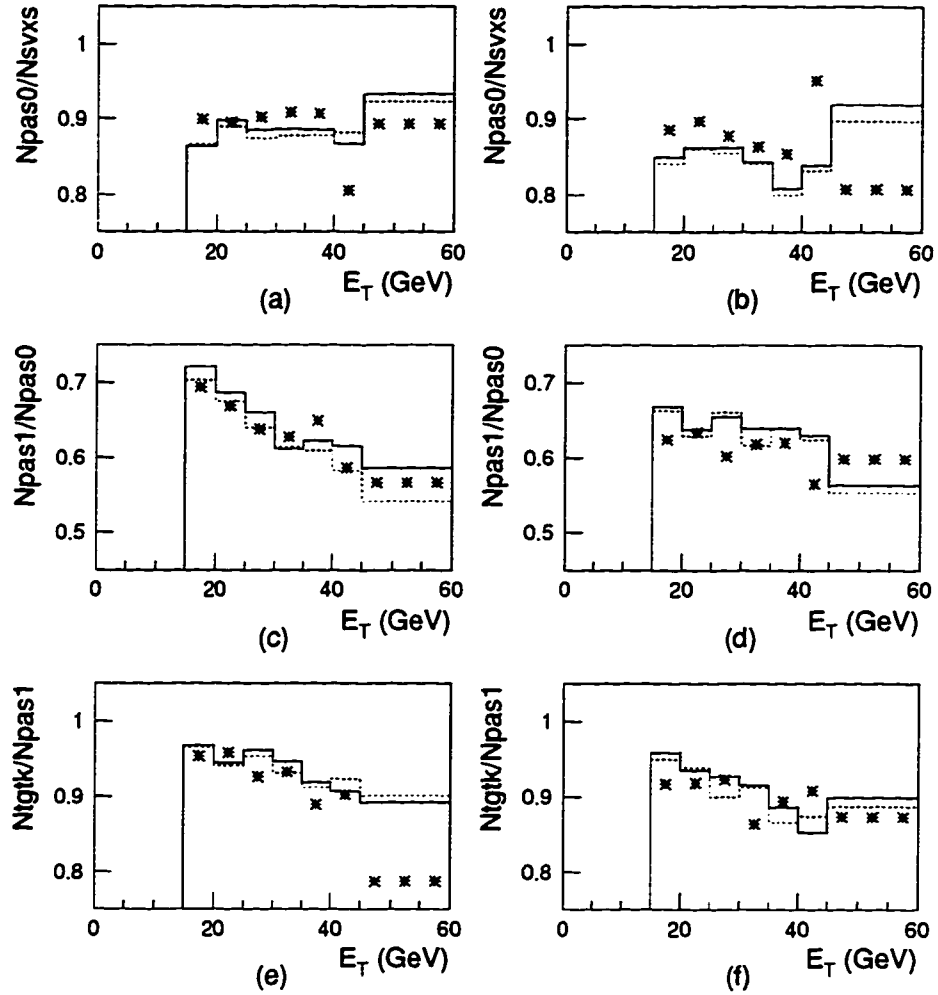 Npas0/Nsvxs
1
0.9
0.8
0 20 40 60
E_T (GeV)
(a)
Npas0/Nsvxs
1
0.9
0.8
0 20 40 60
E_T (GeV)
(b)
Npas1/Npas0
0.7
0.6
0.5
0 20 40 60
E_T (GeV)
(c)
Npas1/Npas0
0.7
0.6
0.5
0 20 40 60
E_T (GeV)
(d)
Ntgtk/Npas1
1
0.9
0.8
0 20 40 60
E_T (GeV)
(e)
Ntgtk/Npas1
1
0.9
0.8
0 20 40 60
E_T (GeV)
(f)